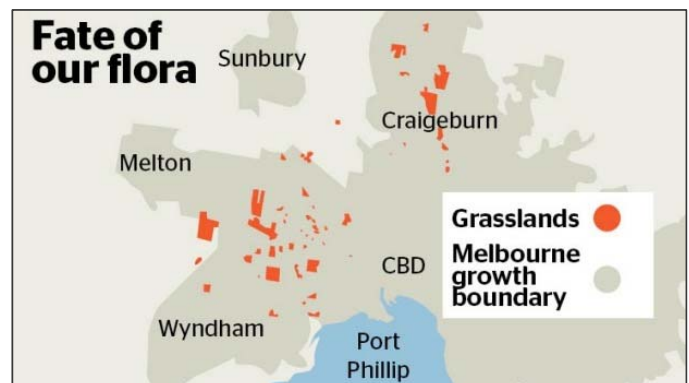 Fate of
our flora
Sunbury
Craigeburn
Melton
Grasslands
Melbourne
growth
boundary
CBD
Wyndham
Port
Phillip